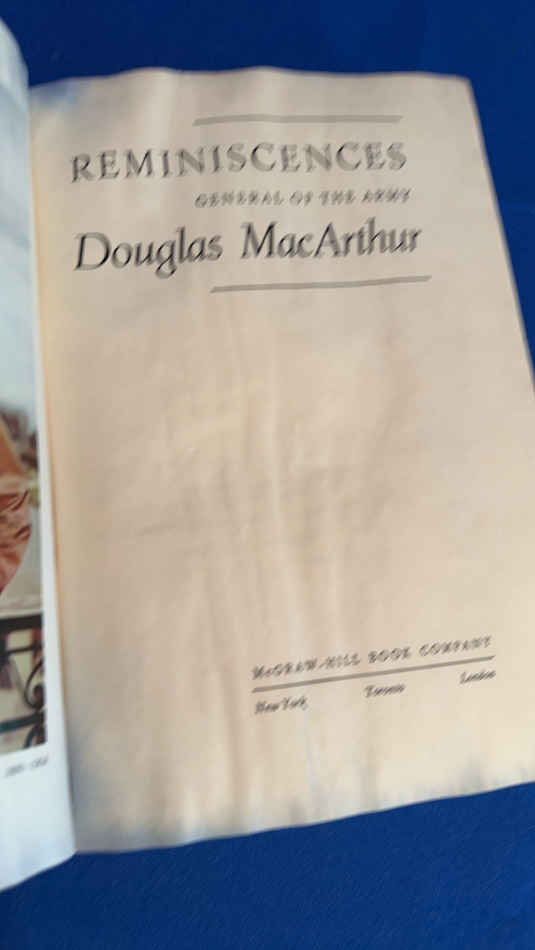 REMINISCENCES
GENERAL OF THE ARMY
Douglas MacArthur
McGRAW-HILL BOOK COMPANY
New York Toronto London